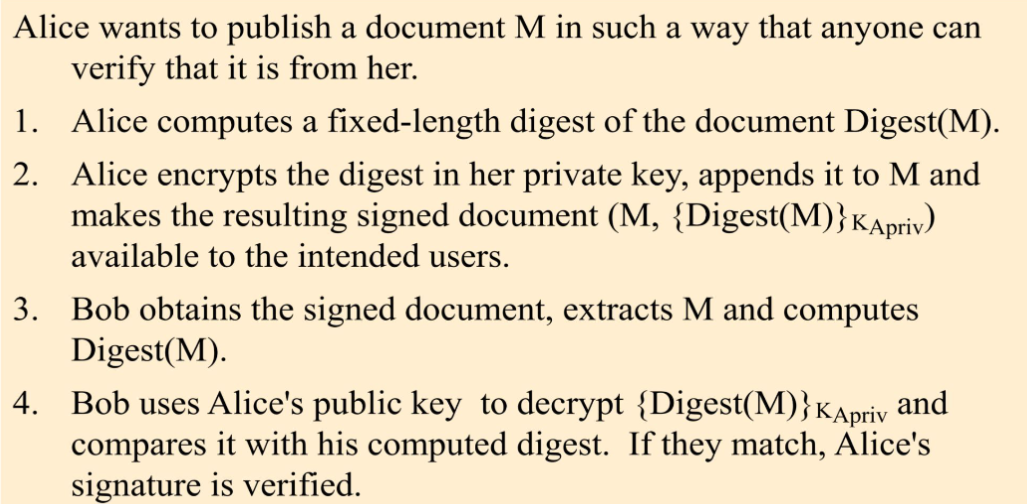 Alice wants to publish a document M in such a way that anyone can
verify that it is from her.
1. Alice computes a fixed-length digest of the document Digest(M).
2. Alice encrypts the digest in her private key, appends it to M and
makes the resulting signed document (M, {Digest(M)}KApriv)
available to the intended users.
3. Bob obtains the signed document, extracts M and computes
Digest(M).
4. Bob uses Alice's public key to decrypt {Digest(M)}KApriv and
compares it with his computed digest. If they match, Alice's
signature is verified.